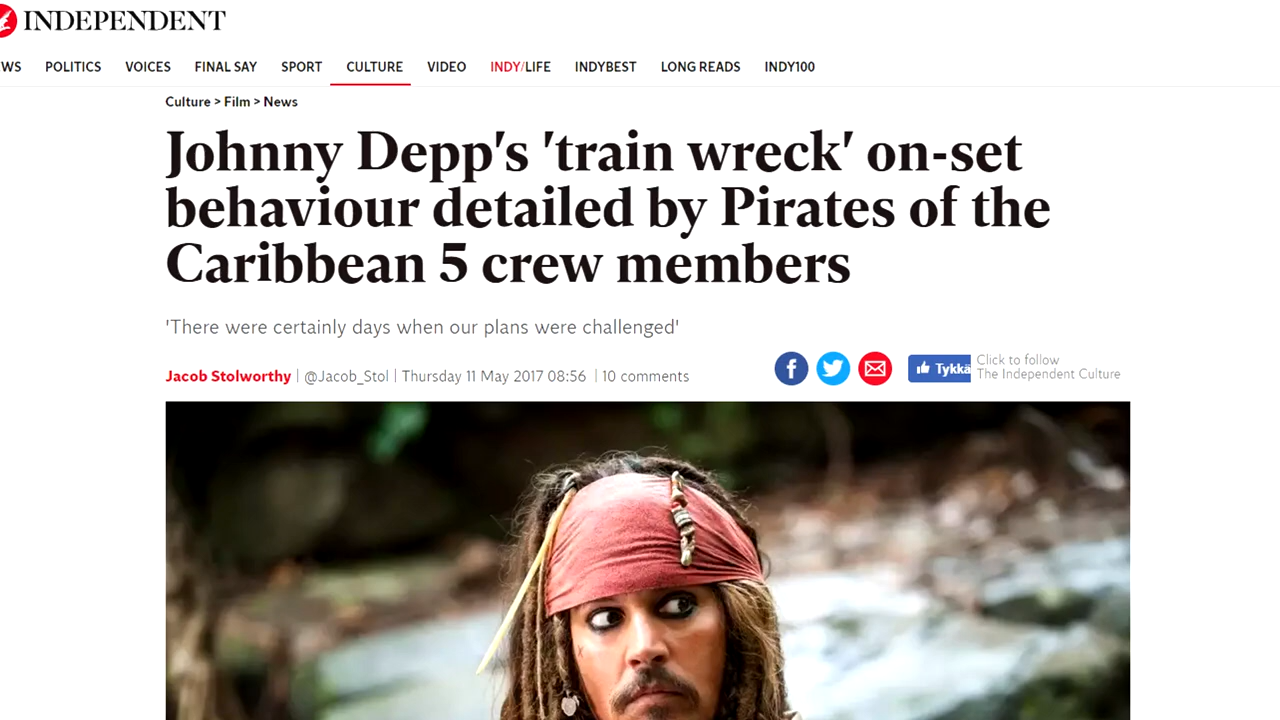 INDEPENDENT
WS POLITICS VOICES FINAL SAY SPORT CULTURE VIDEO INDY/LIFE INDYBEST LONG READS INDY100
Culture > Film > News
Johnny Depp's 'train wreck' on-set
behaviour detailed by Pirates of the
Caribbean 5 crew members
'There were certainly days when our plans were challenged'
Jacob Stolworthy | @Jacob_Stol | Thursday 11 May 2017 08:56 | 10 comments
f Tykkä
Click to follow
The Independent Culture